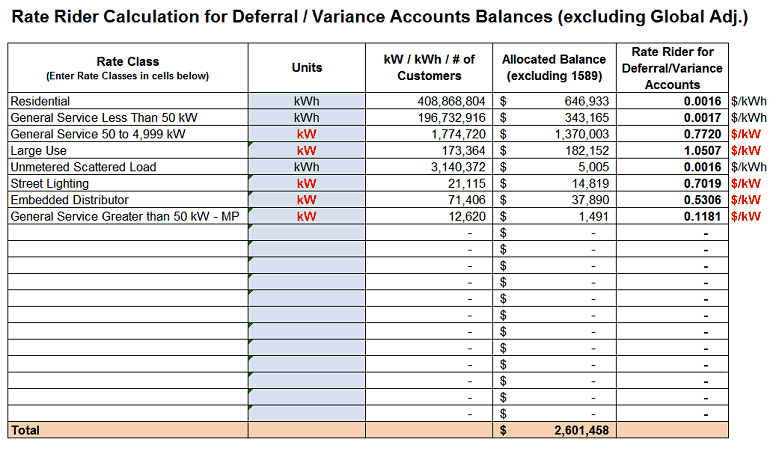 Rate Rider Calculation for Deferral / Variance Accounts Balances (excluding Global Adj.)
Rate Class
(Enter Rate Classes in cells below)
Units
kW / kWh / # of
Customers
Allocated Balance
(excluding 1589)
Rate Rider for
Deferral/Variance
Accounts
Residential kWh 408,868,804 $ 646,933 0.0016 $/kWh
General Service Less Than 50 kW kWh 196,732,916 $ 343,165 0.0017 $/kWh
General Service 50 to 4,999 kW kW 1,774,720 $ 1,370,003 0.7720 $/kW
Large Use kW 173,364 $ 182,152 1.0507 $/kW
Unmetered Scattered Load kWh 3,140,372 $ 5,005 0.0016 $/kWh
Street Lighting kW 21,115 $ 14,819 0.7019 $/kW
Embedded Distributor kW 71,406 $ 37,890 0.5306 $/kW
General Service Greater than 50 kW - MP kW 12,620 $ 1,491 0.1181 $/kW
- $ - -
- $ - -
- $ - -
- $ - -
- $ - -
- $ - -
- $ - -
- $ - -
- $ - -
- $ - -
- $ - -
- $ - -
Total $ 2,601,458